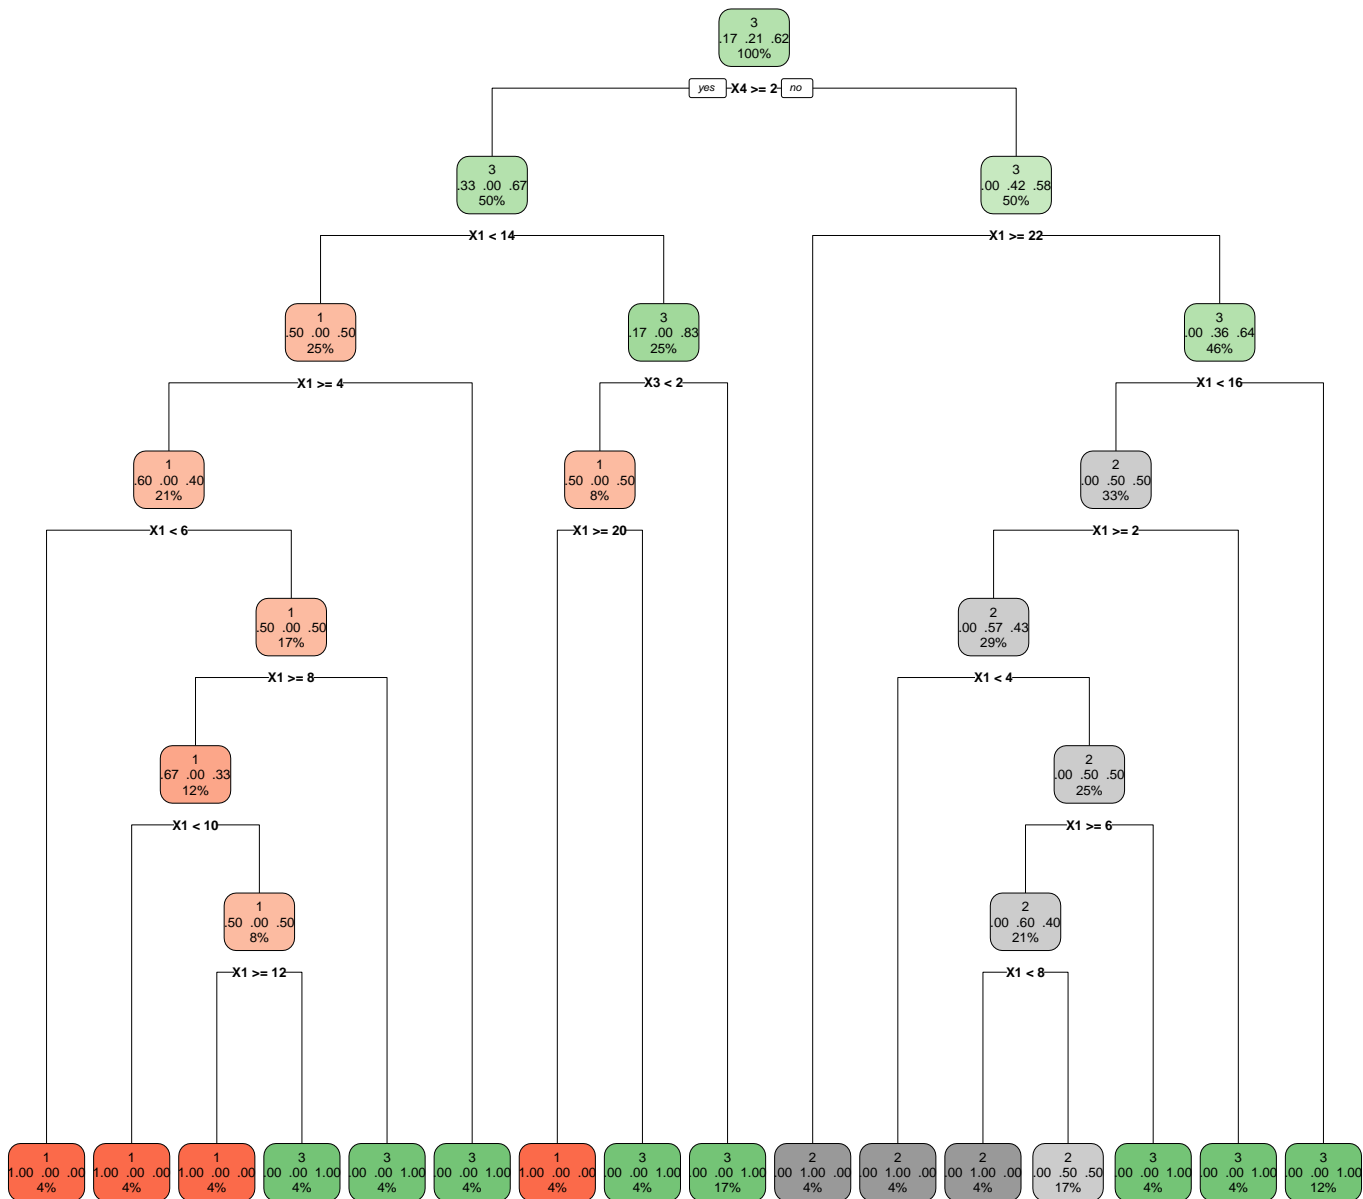 3
.17 .21 .62
100%
yes X4 >= 2 no
3
.33 .00 .67
50%
3
.00 .42 .58
50%
X1 < 14
X1 >= 22
1
.50 .00 .50
25%
3
.17 .00 .83
25%
3
.00 .36 .64
46%
X1 >= 4
X3 < 2
X1 < 16
1
.60 .00 .40
21%
1
.50 .00 .50
8%
2
.00 .50 .50
33%
X1 < 6
X1 >= 20
X1 >= 2
1
.50 .00 .50
17%
2
.00 .57 .43
29%
X1 >= 8
X1 < 4
1
.67 .00 .33
12%
2
.00 .50 .50
25%
X1 < 10
X1 >= 6
1
.50 .00 .50
8%
2
.00 .60 .40
21%
X1 >= 12
X1 < 8
1
1.00 .00 .00
4%
1
1.00 .00 .00
4%
1
1.00 .00 .00
4%
3
.00 .00 1.00
4%
3
.00 .00 1.00
4%
3
.00 .00 1.00
4%
1
1.00 .00 .00
4%
3
.00 .00 1.00
4%
3
.00 .00 1.00
17%
2
.00 1.00 .00
4%
2
.00 1.00 .00
4%
2
.00 1.00 .00
4%
2
.00 .50 .50
17%
3
.00 .00 1.00
4%
3
.00 .00 1.00
4%
3
.00 .00 1.00
12%